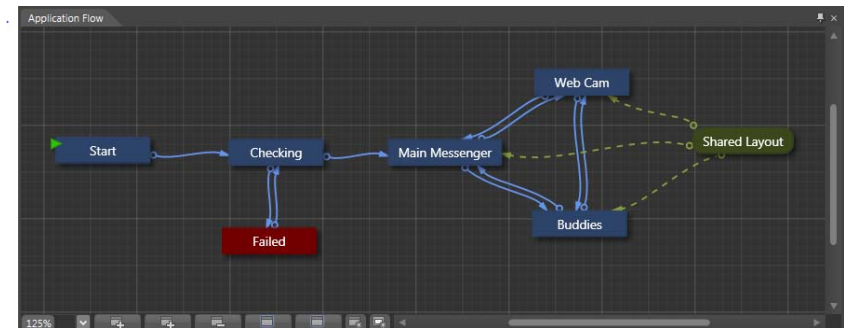 Application Flow
Web Cam
Shared Layout
Start
Checking
Main Messenger
Buddies
Failed
125%